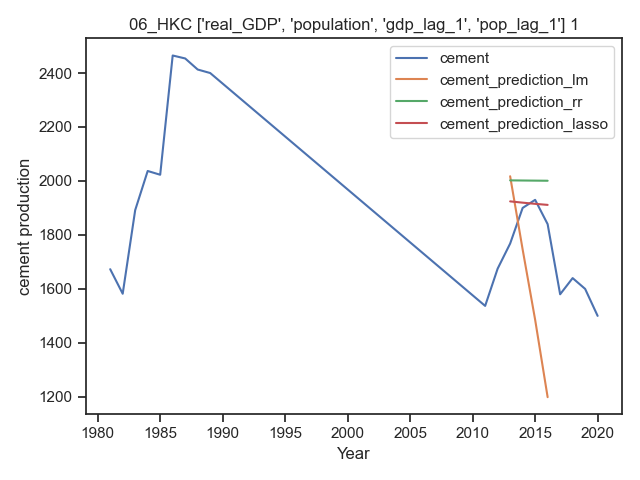 06_HKC ['real_GDP', 'population', 'gdp_lag_1', 'pop_lag_1'] 1
cement
cement_prediction_lm
cement_prediction_rr
cement_prediction_lasso
cement production
2400
2200
2000
1800
1600
1400
1200
1980 1985 1990 1995 2000 2005 2010 2015 2020
Year